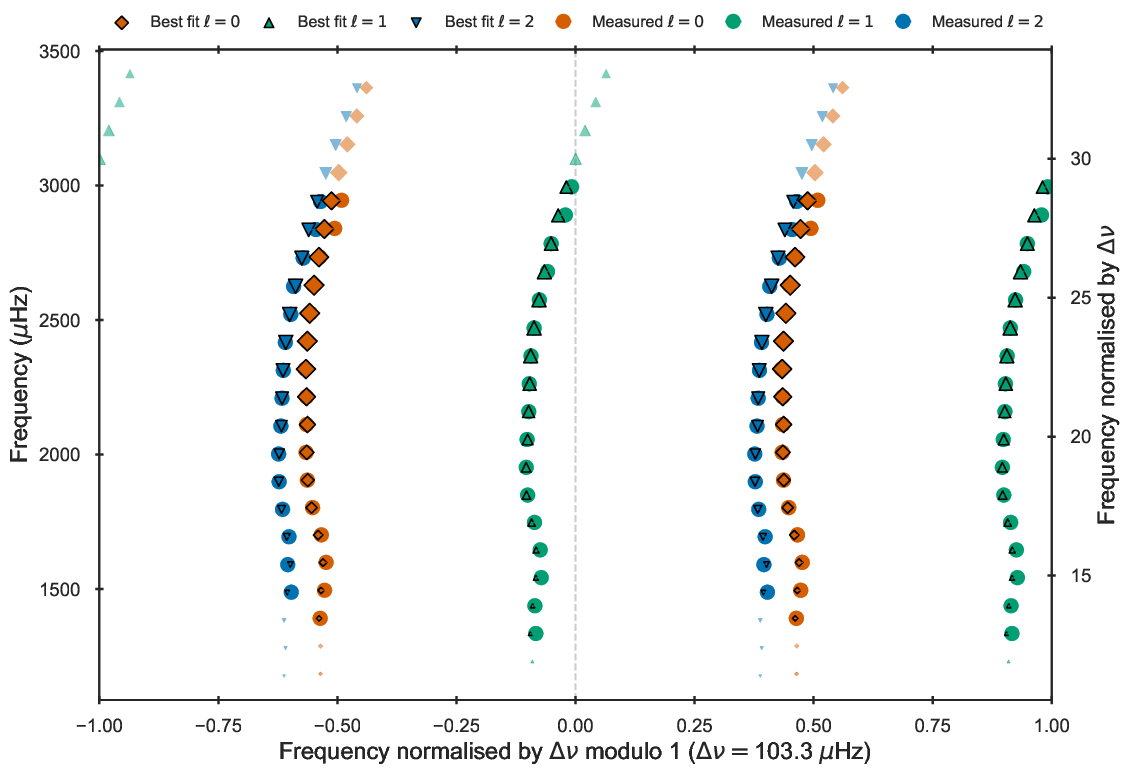 Best fit ℓ = 0 Best fit ℓ = 1 Best fit ℓ = 2 Measured ℓ = 0 Measured ℓ = 1 Measured ℓ = 2
3500
3000
2500
2000
1500
Frequency (μHz)
30
25
20
15
Frequency normalised by Δν
−1.00 −0.75 −0.50 −0.25 0.00 0.25 0.50 0.75 1.00
Frequency normalised by Δν modulo 1 (Δν = 103.3 μHz)